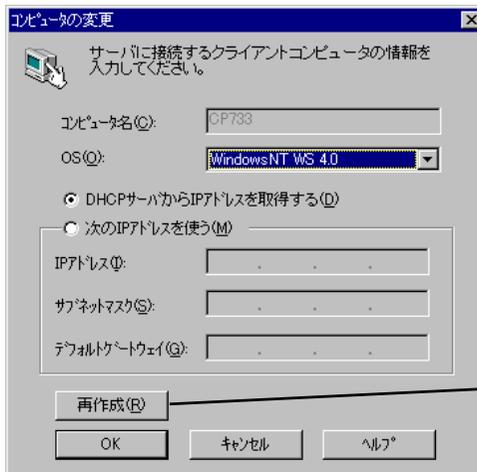 コンピュータの変更
サーバに接続するクライアントコンピュータの情報を
入力してください。
コンピュータ名(C): CP733
OS(O): WindowsNT WS 4.0
DHCPサーバからIPアドレスを取得する(D)
次のIPアドレスを使う(M)
IPアドレス(I): . . .
サブネットマスク(S): . . .
デフォルトゲートウェイ(G): . . .
再作成(R)
OK キャンセル ヘルプ